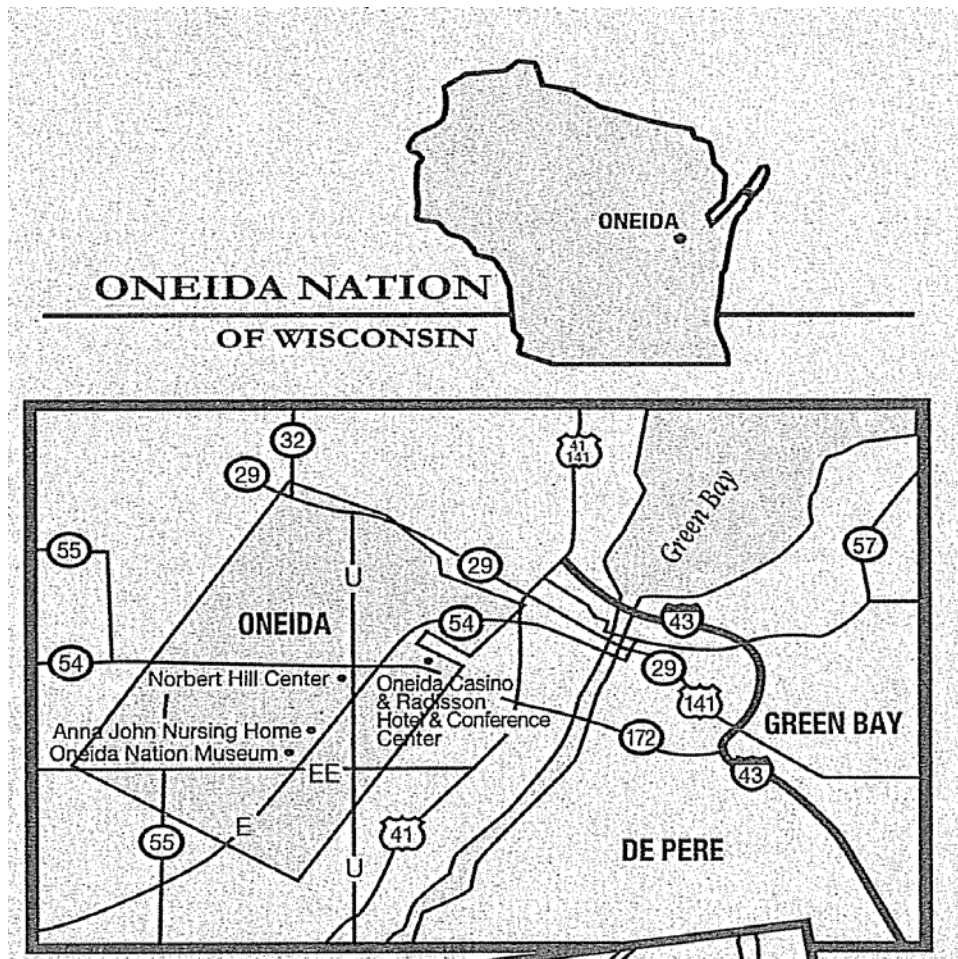 ONEIDA
ONEIDA NATION
OF WISCONSIN
32
41
141
29
Green Bay
55
57
29
U
ONEIDA
54
43
54
29
Norbert Hill Center
Oneida Casino
& Radisson
Hotel & Conference
Center
141
GREEN BAY
Anna John Nursing Home
172
Oneida Nation Museum
EE
43
E
41
55
DE PERE
U